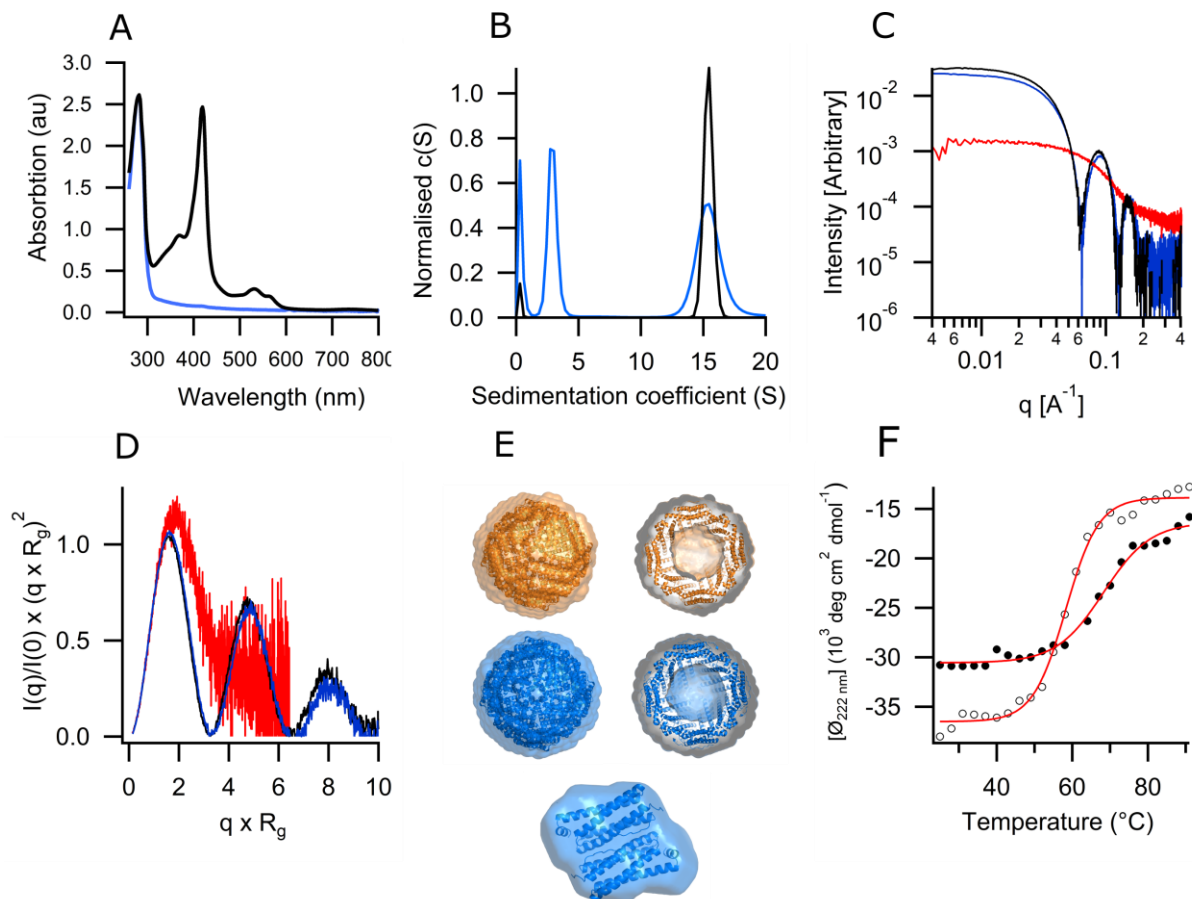 A
Absorbtion (au)
3.0
2.5
2.0
1.5
1.0
0.5
0.0
300 400 500 600 700 800
Wavelength (nm)
B
Normalised c(S)
1.0
0.8
0.6
0.4
0.2
0.0
0 5 10 15 20
Sedimentation coefficient (S)
C
Intensity [Arbitrary]
10-2
10-3
10-4
10-5
10-6
4 6 8 0.01 2 4 6 8 0.1 2 4
q [A-1]
D
I(q)/I(0) x (q x Rg)2
1.0
0.5
0.0
0 2 4 6 8 10
q x Rg
E
F
[Ø222 nm] (103 deg cm2 dmol-1)
-15
-20
-25
-30
-35
40 60 80
Temperature (°C)